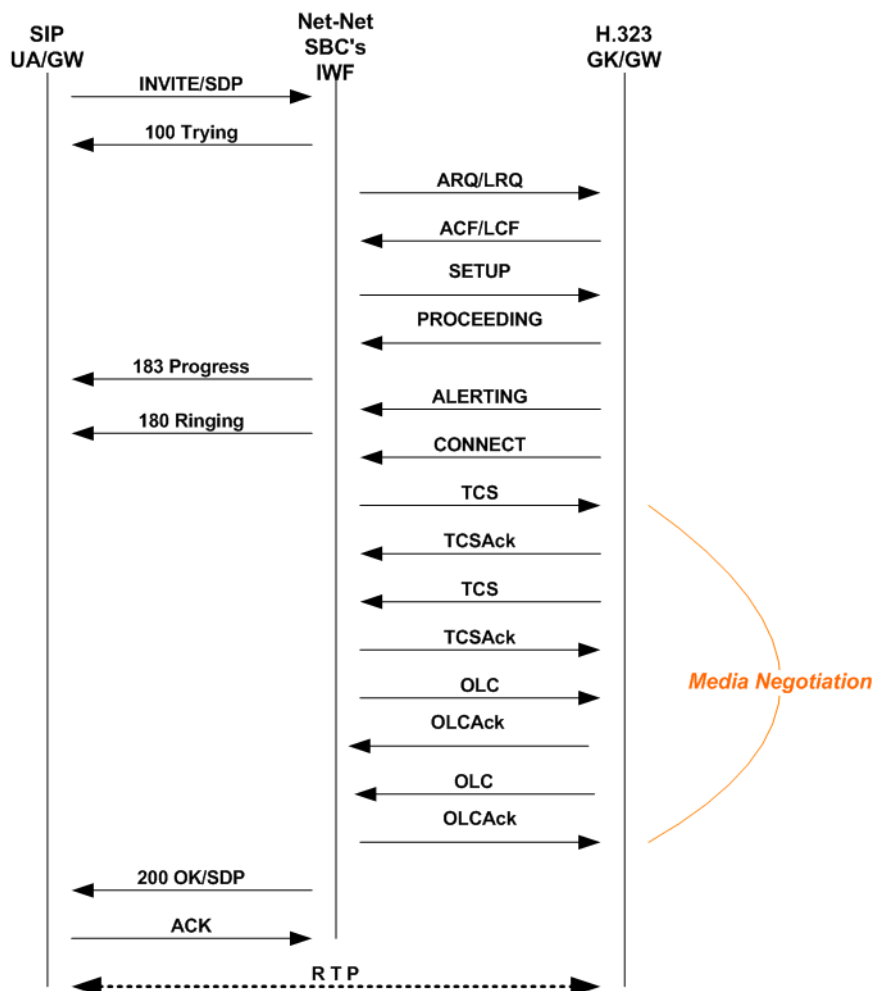 SIP
UA/GW
Net-Net
SBC's
IWF
H.323
GK/GW
INVITE/SDP
100 Trying
ARQ/LRQ
ACF/LCF
SETUP
PROCEEDING
183 Progress
ALERTING
180 Ringing
CONNECT
TCS
TCSAck
TCS
TCSAck
Media Negotiation
OLC
OLCAck
OLC
OLCAck
200 OK/SDP
ACK
R T P